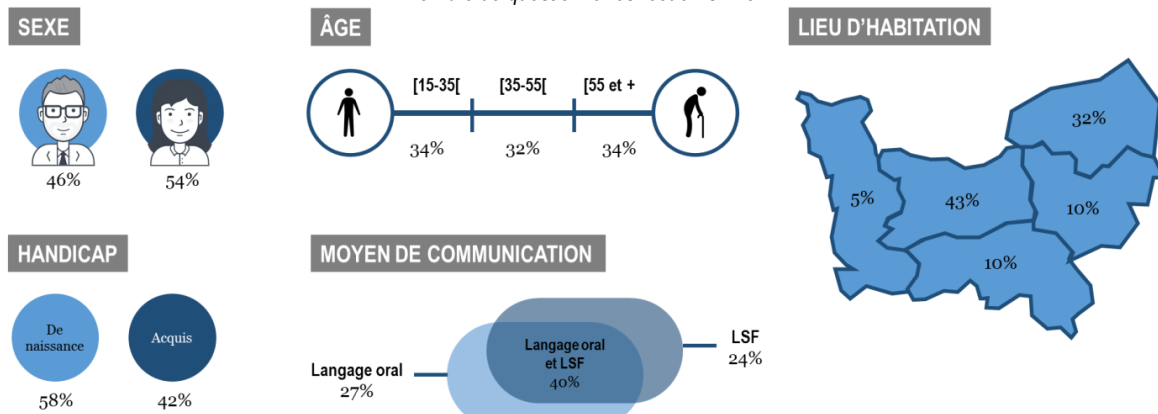 SEXE
46%
54%
ÂGE
[15-35[
[35-55[
[55 et +
34%
32%
34%
LIEU D'HABITATION
32%
5%
43%
10%
10%
HANDICAP
De
naissance
Acquis
58%
42%
MOYEN DE COMMUNICATION
Langage oral
27%
Langage oral
et LSF
40%
LSF
24%